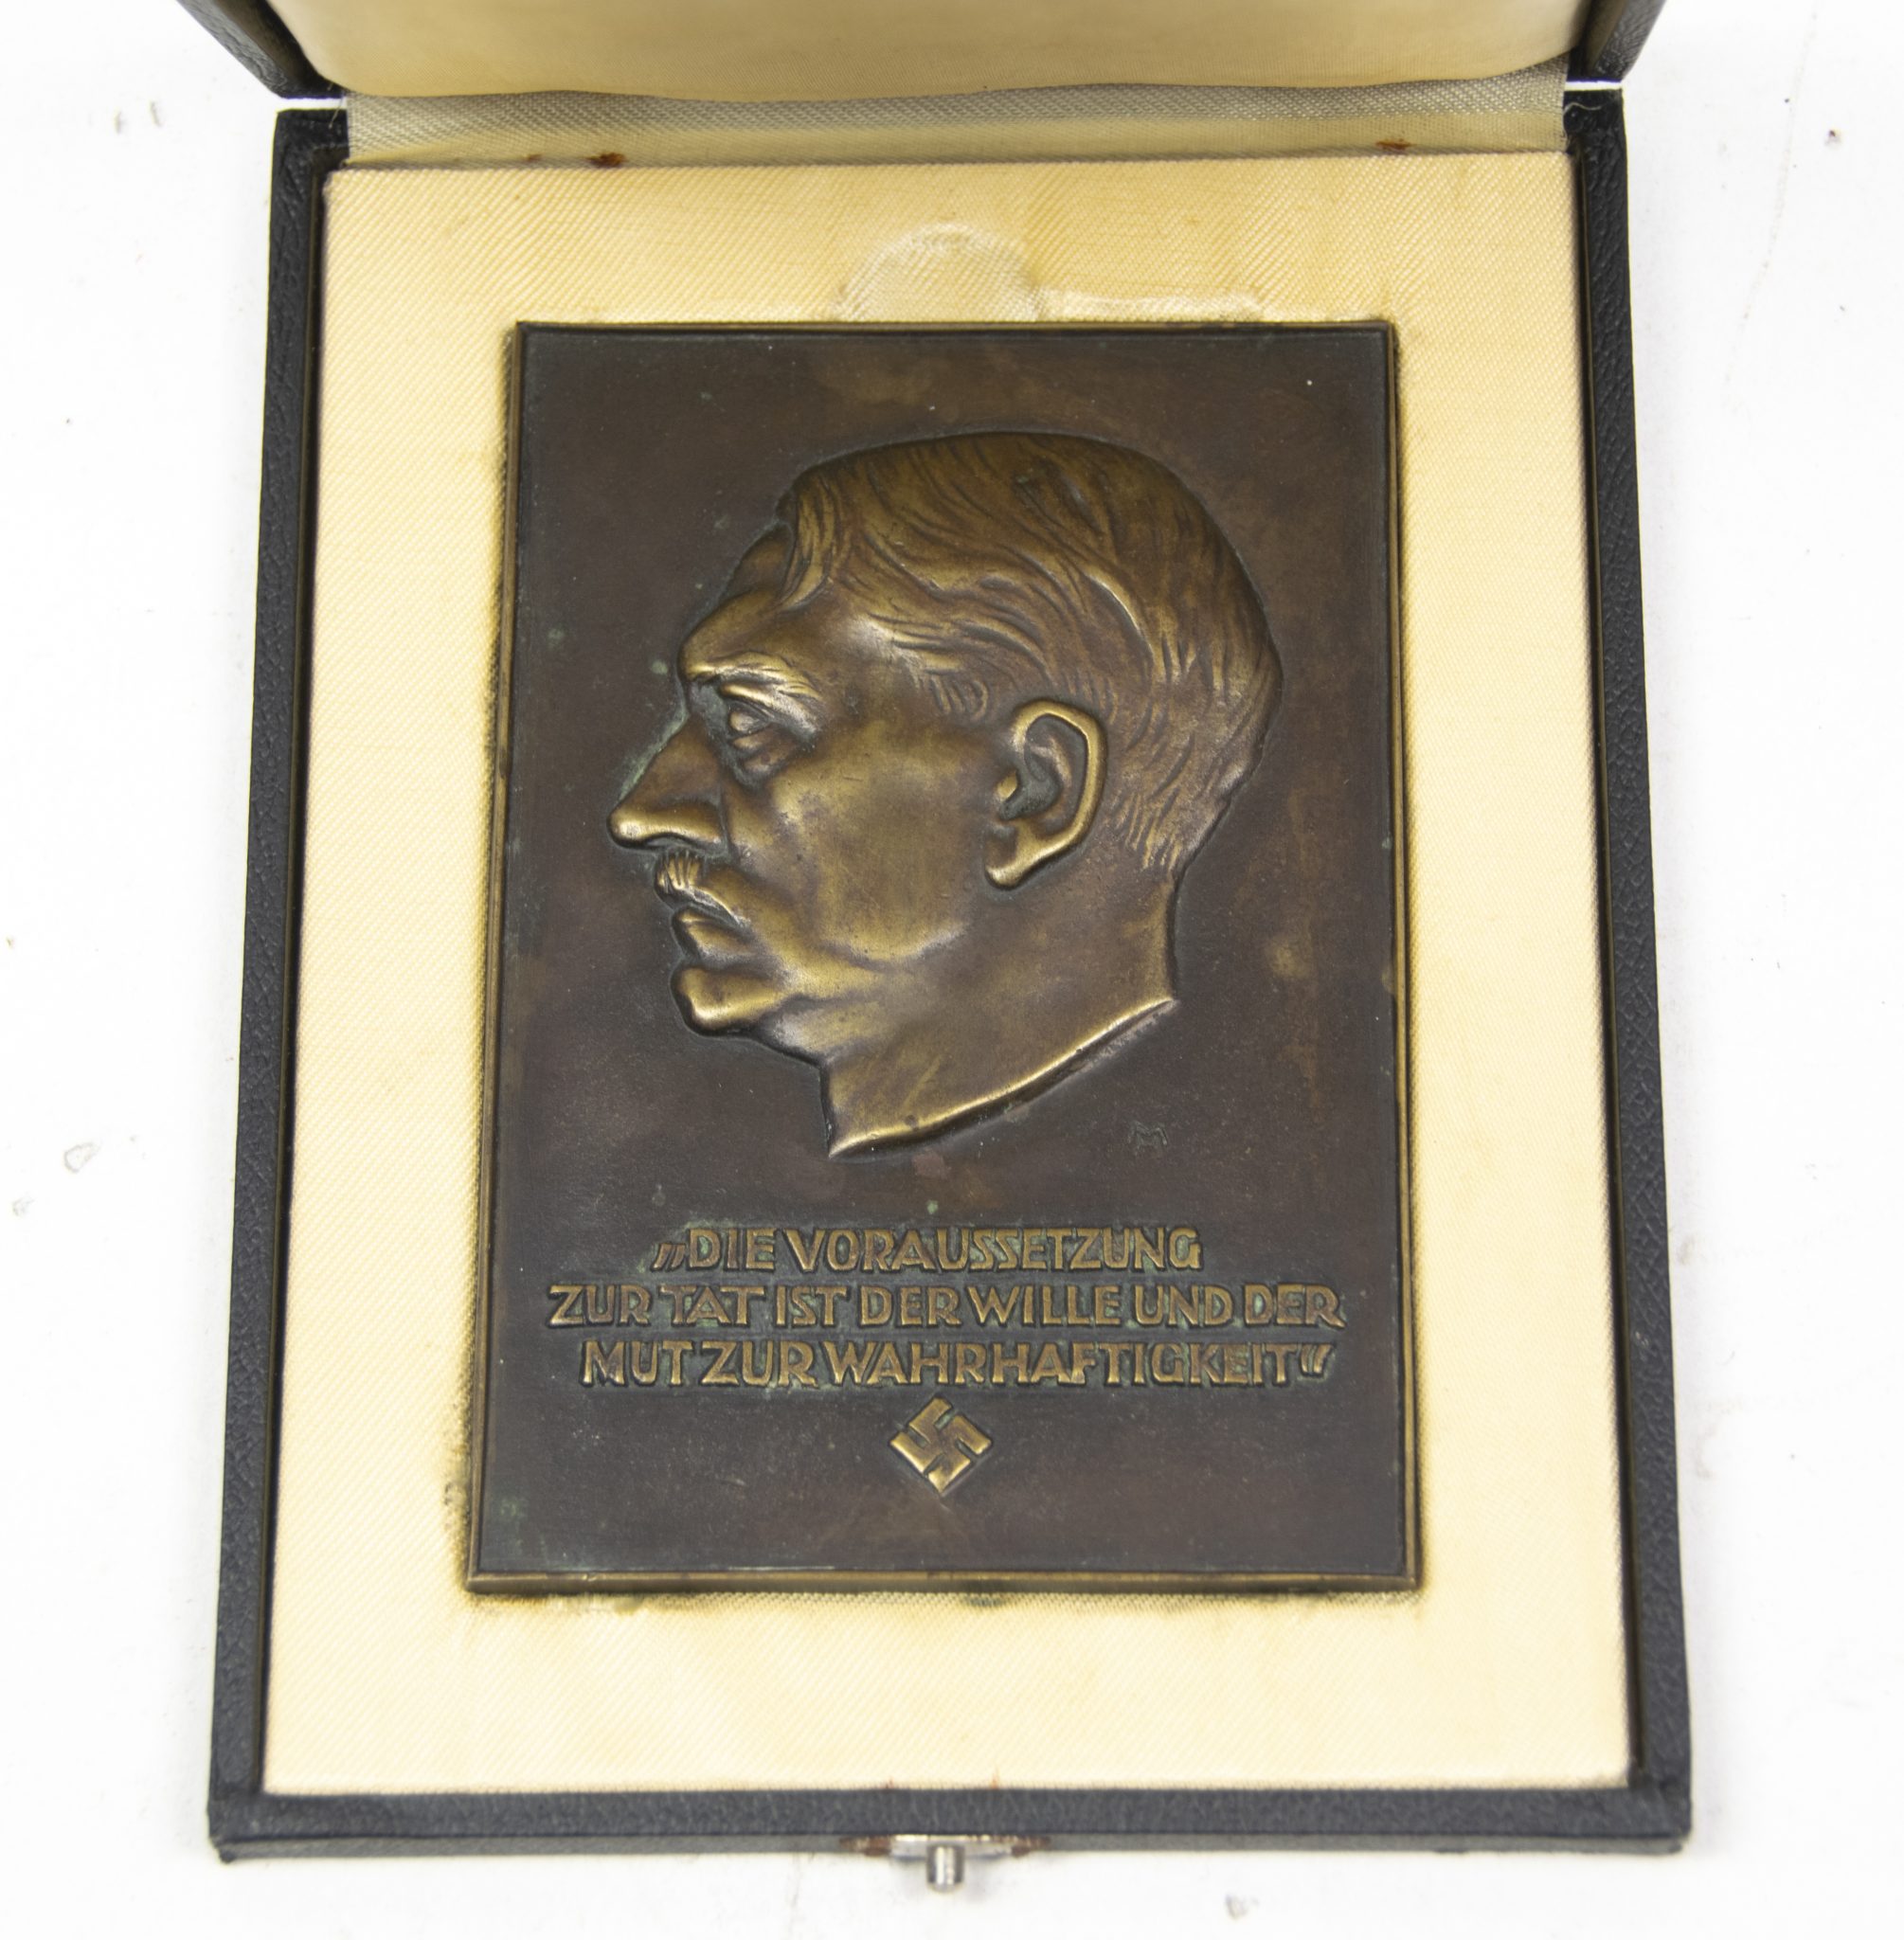 „DIE VORAUSSETZUNG
ZUR TAT IST DER WILLE UND DER
MUT ZUR WAHRHAFTIGKEIT“